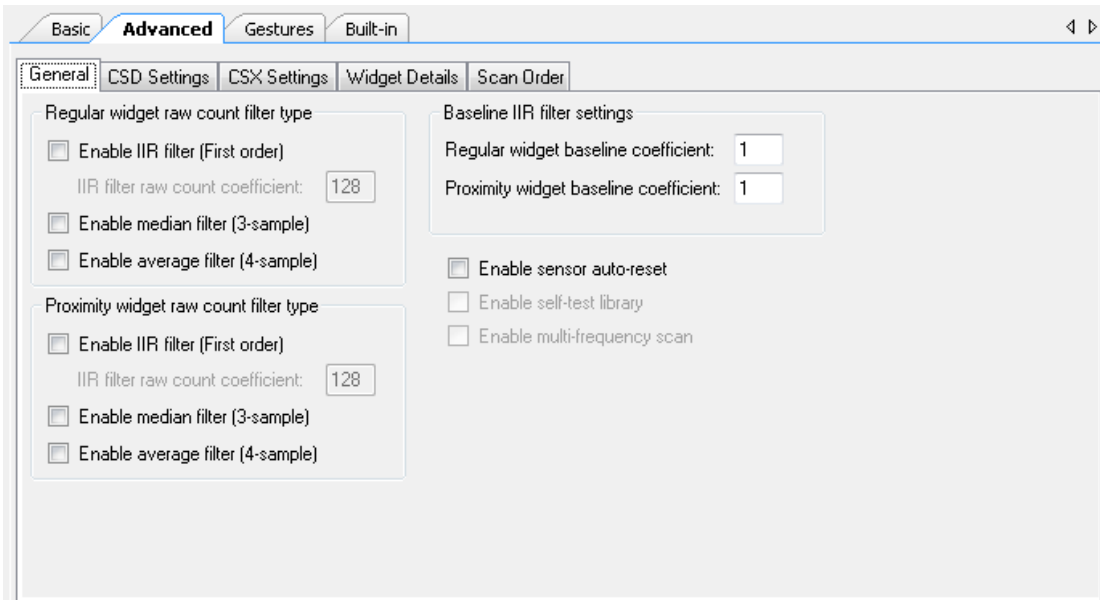 Basic Advanced Gestures Built-in
General CSD Settings CSX Settings Widget Details Scan Order
Regular widget raw count filter type
Enable IIR filter (First order)
IIR filter raw count coefficient: 128
Enable median filter (3-sample)
Enable average filter (4-sample)
Proximity widget raw count filter type
Enable IIR filter (First order)
IIR filter raw count coefficient: 128
Enable median filter (3-sample)
Enable average filter (4-sample)
Baseline IIR filter settings
Regular widget baseline coefficient: 1
Proximity widget baseline coefficient: 1
Enable sensor auto-reset
Enable self-test library
Enable multi-frequency scan